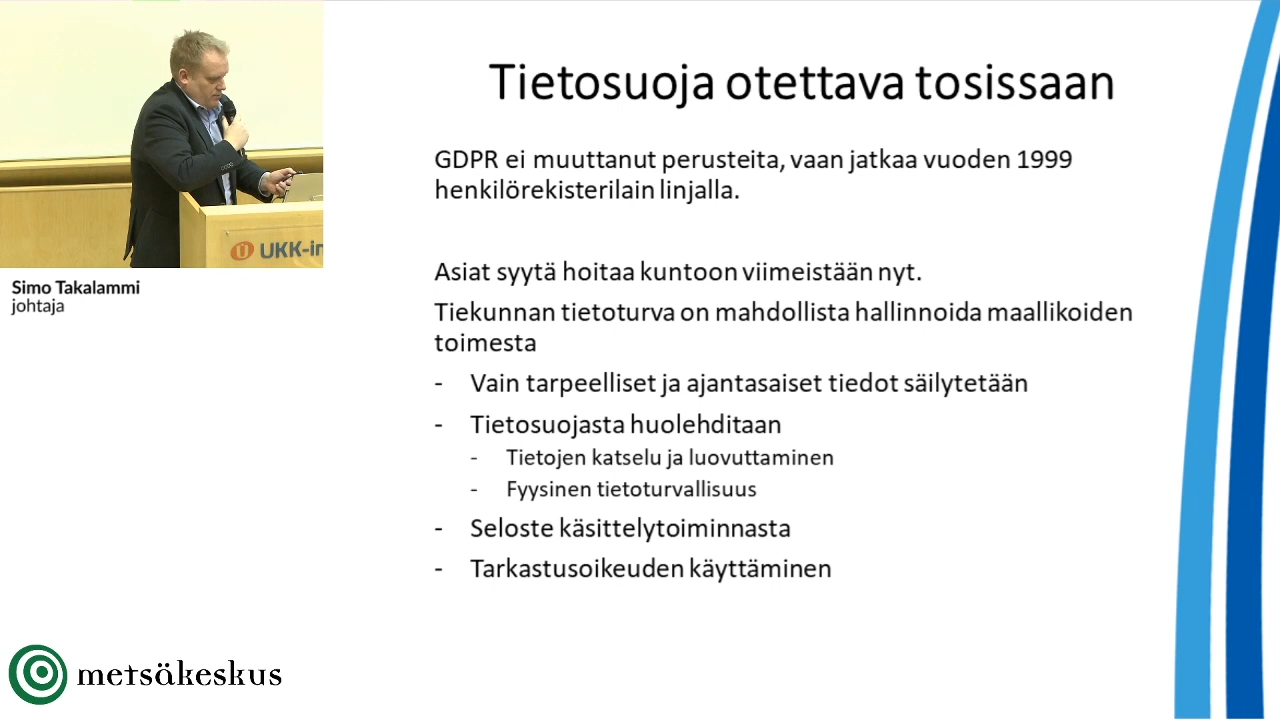 Tietosuoja otettava tosissaan
GDPR ei muuttanut perusteita, vaan jatkaa vuoden 1999
henkilörekisterilain linjalla.
Asiat syytä hoitaa kuntoon viimeistään nyt.
Tiekunnan tietoturva on mahdollista hallinnoida maallikoiden
toimesta
- Vain tarpeelliset ja ajantasaiset tiedot säilytetään
- Tietosuojasta huolehditaan
- Tietojen katselu ja luovuttaminen
- Fyysinen tietoturvallisuus
- Seloste käsittelytoiminnasta
- Tarkastusoikeuden käyttäminen
UKK-in
Simo Takalammi
johtaja
metsäkeskus